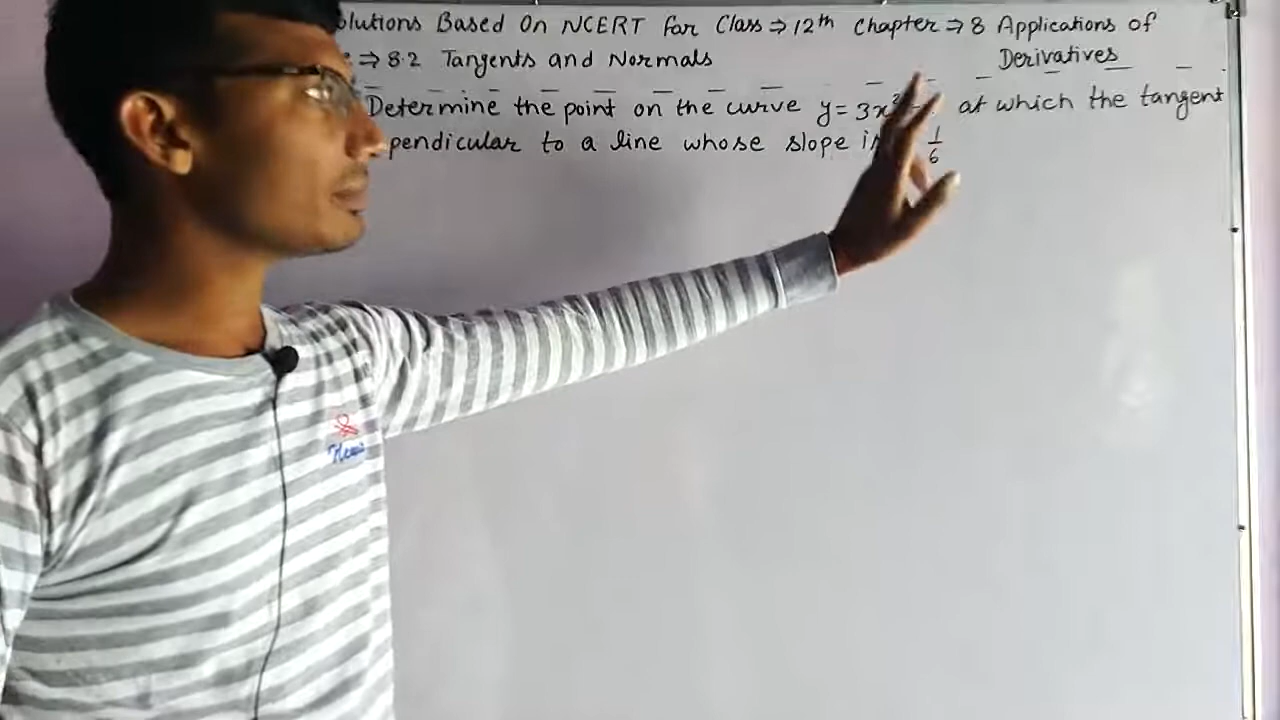 olutions Based On NCERT For Class ⇒ 12th Chapter ⇒ 8 Applications of
⇒ 8.2 Tangents and Normals Derivatives
Determine the point on the curve y = 3x² at which the tangent
pendicular to a line whose slope i 1/6